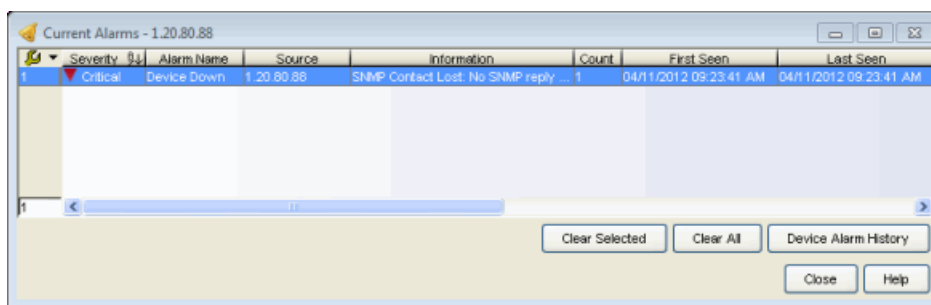 Current Alarms - 1.20.80.88
Severity Alarm Name Source Information Count First Seen Last Seen
1 Critical Device Down 1.20.80.88 SNMP Contact Lost: No SNMP reply ... 1 04/11/2012 09:23:41 AM 04/11/2012 09:23:41 AM
1
Clear Selected Clear All Device Alarm History
Close Help